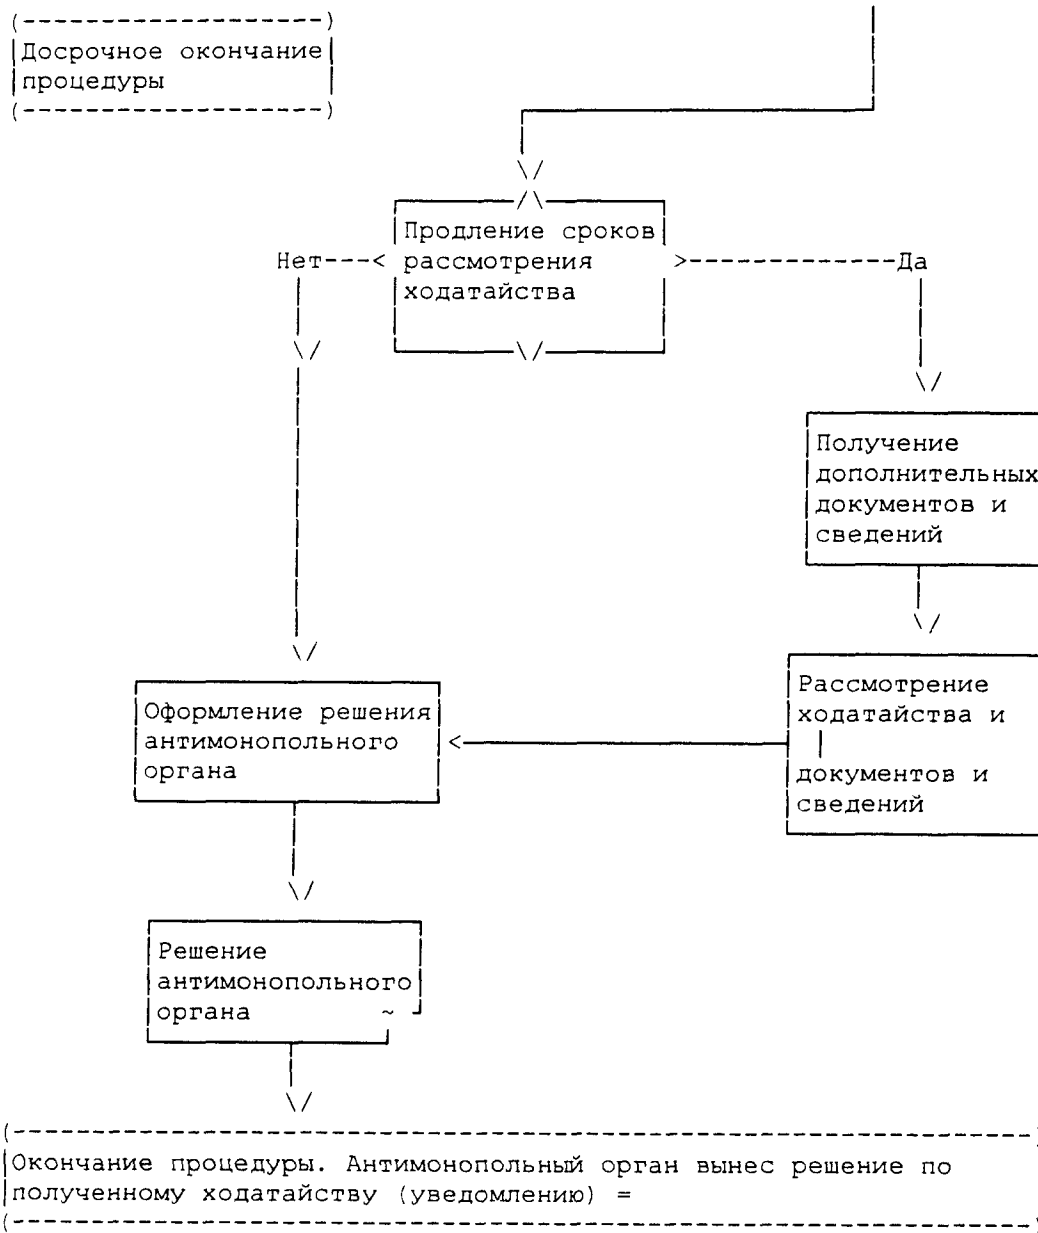 Досрочное окончание
процедуры
Продление сроков
Нет---< рассмотрения >-------------Да
ходатайства
Получение
дополнительных
документов и
сведений
Рассмотрение
ходатайства и
документов и
сведений
Оформление решения
антимонопольного
органа
Решение
антимонопольного
органа ~
Окончание процедуры. Антимонопольный орган вынес решение по
полученному ходатайству (уведомлению) =